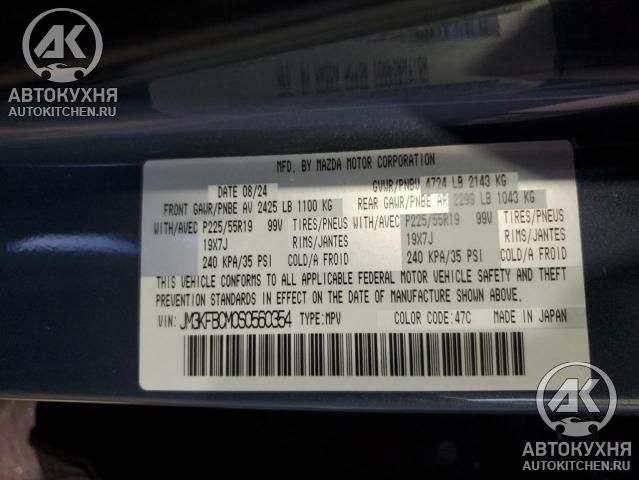 АК
АВТОКУХНЯ
AUTOKITCHEN.RU
MFD. BY MAZDA MOTOR CORPORATION
DATE 08/24 GVWR/PNBV 4724 LB 2143 KG
FRONT GAWR/PNBE AV 2425 LB 1100 KG REAR GAWR/PNBE AR 2299 LB 1043 KG
WITH/AVEC P225/55R19 99V TIRES/PNEUS WITH/AVEC P225/55R19 99V TIRES/PNEUS
19X7J RIMS/JANTES 19X7J RIMS/JANTES
240 KPA/35 PSI COLD/A FROID 240 KPA/35 PSI COLD/A FROID
THIS VEHICLE CONFORMS TO ALL APPLICABLE FEDERAL MOTOR VEHICLE SAFETY AND THEFT
PREVENTION STANDARDS IN EFFECT ON THE DATE OF MANUFACTURE SHOWN ABOVE.
VIN: JM3KFBCM0S0560354 TYPE:MPV COLOR CODE:47C MADE IN JAPAN
АК
АВТОКУХНЯ
AUTOKITCHEN.RU